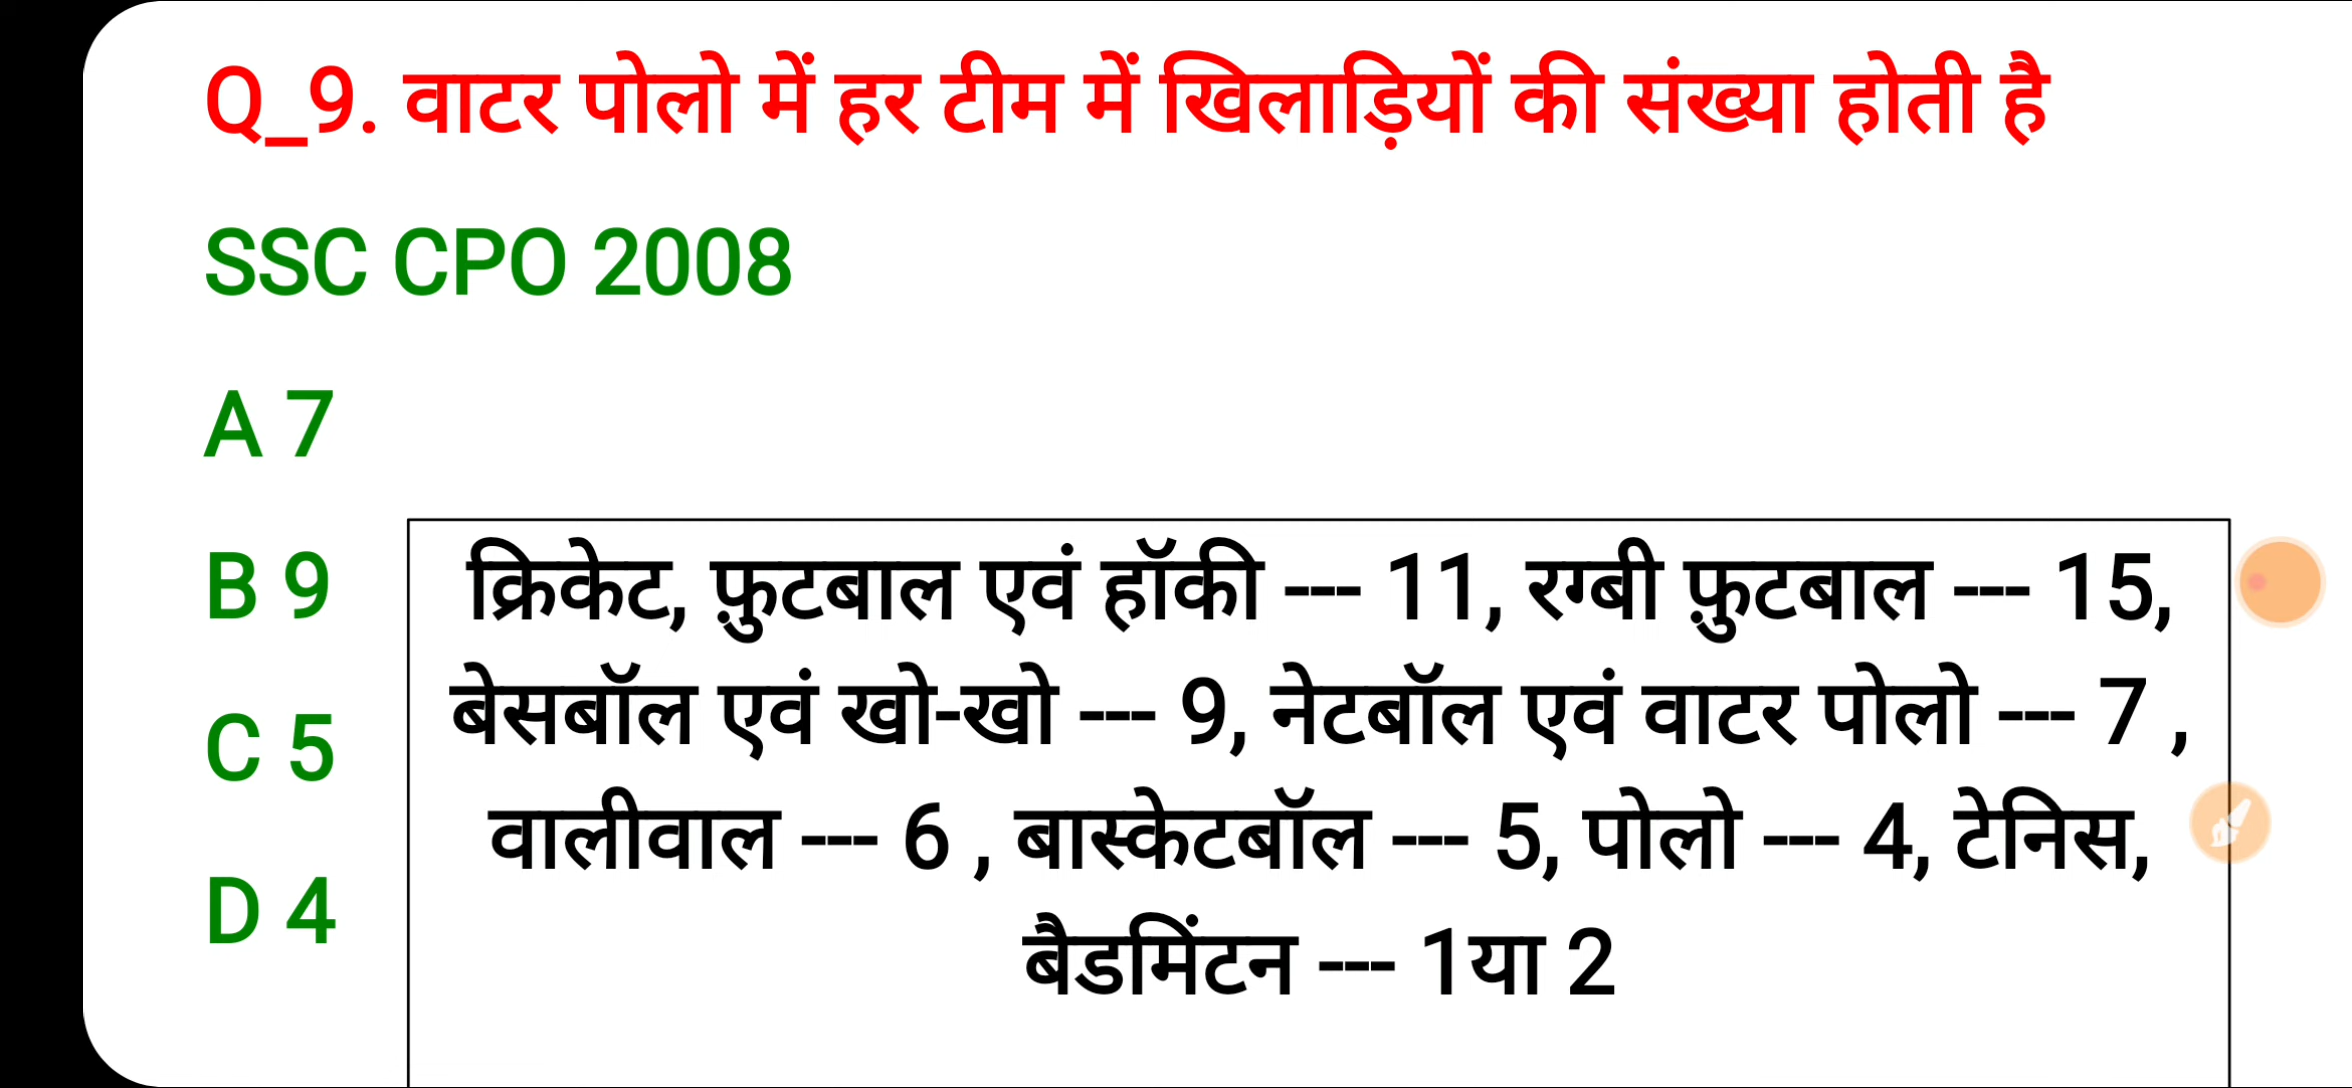 Q_9. वाटर पोलो में हर टीम में खिलाड़ियों की संख्या होती है
SSC CPO 2008
A 7
B 9
C 5
D 4
क्रिकेट, फ़ुटबाल एवं हॉकी --- 11, रग्बी फ़ुटबाल --- 15,
बेसबॉल एवं खो-खो --- 9, नेटबॉल एवं वाटर पोलो --- 7 ,
वालीवाल --- 6 , बास्केटबॉल --- 5, पोलो --- 4, टेनिस,
बैडमिंटन --- 1या 2